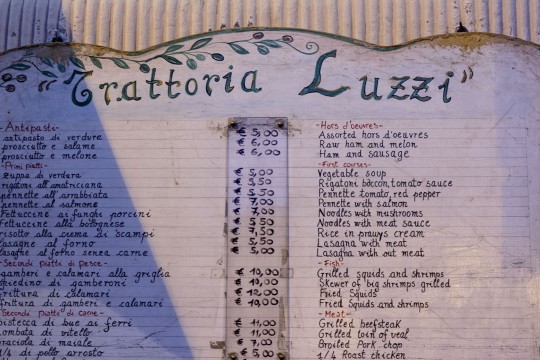 "Trattoria Luzzi"
-Antipasti-
antipasto di verdure
prosciutto e salame
prosciutto e melone
-Primi piatti-
zuppa di verdura
rigatoni all'amatriciana
pennette all'arrabbiata
pennette al salmone
Fettuccine ai funghi porcini
Fettuccine alla bolognese
risotto alla crema di scampi
lasagne al forno
lasagne al forno senza carne
-Secondi piatti di pesce-
gamberi e calamari alla griglia
spiedino di gamberoni
frittura di calamari
frittura di gamberi e calamari
-Secondi piatti di carne-
bistecca di bue ai ferri
lombata di vitello
braciola di maiale
1/4 di pollo arrosto
€ 5,00
€ 6,00
€ 6,00
€ 5,00
€ 5,50
€ 5,50
€ 7,00
€ 7,00
€ 5,50
€ 7,50
€ 5,50
€ 5,50
€ 10,00
€ 10,00
€ 12,00
€ 10,00
€ 11,00
€ 11,00
€ 7,00
€ 5,00
-Hors d'oeuvres-
Assorted hors d'oeuvres
Raw ham and melon
Ham and sausage
-First courses-
Vegetable soup
Rigatoni bacon, tomato sauce
Pennette tomato, red pepper
Pennette with salmon
Noodles with mushrooms
Noodles with meat sauce
Rice in prawys cream
Lasagna with meat
Lasagna with out meat
-Fish-
Grilled squids and shrimps
Skewer of big shrimps grilled
Fried Squids
Fried Squids and shrimps
-Meat-
Grilled beefsteak
Grilled loin of veal
Broiled Pork chop
1/4 Roast chicken